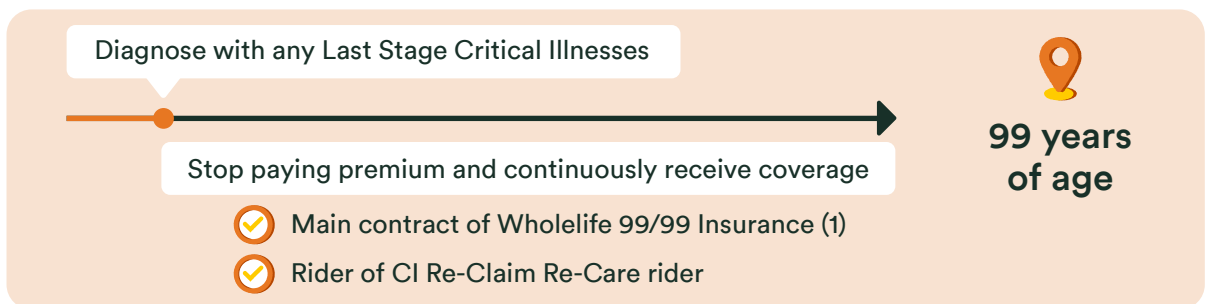 Diagnose with any Last Stage Critical Illnesses
Stop paying premium and continuously receive coverage
Main contract of Wholelife 99/99 Insurance (1)
Rider of CI Re-Claim Re-Care rider
99 years
of age